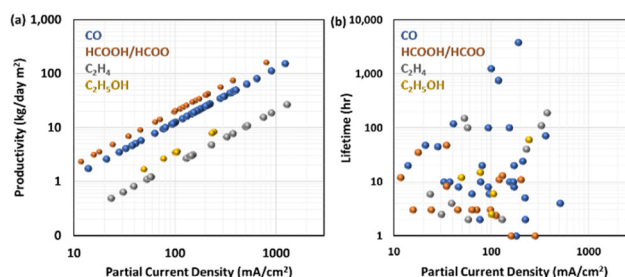 (a)
1,000
100
10
1
0
Productivity (kg/day m²)
CO
HCOOH/HCOO
C₂H₄
C₂H₅OH
10 100 1000
Partial Current Density (mA/cm²)
(b)
10,000
1,000
100
10
1
Lifetime (hr)
CO
HCOOH/HCOO
C₂H₄
C₂H₅OH
10 100 1000
Partial Current Density (mA/cm²)